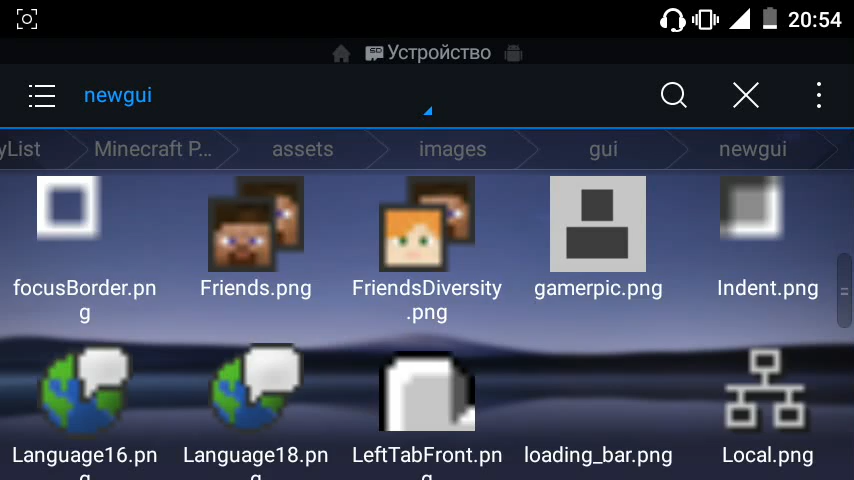 20:54
SD Устройство
newgui
yList Minecraft P... assets images gui newgui
focusBorder.pn
g
Friends.png
FriendsDiversity
.png
gamerpic.png
Indent.png
Language16.pn
g
Language18.pn
g
LeftTabFront.pn
g
loading_bar.png
Local.png